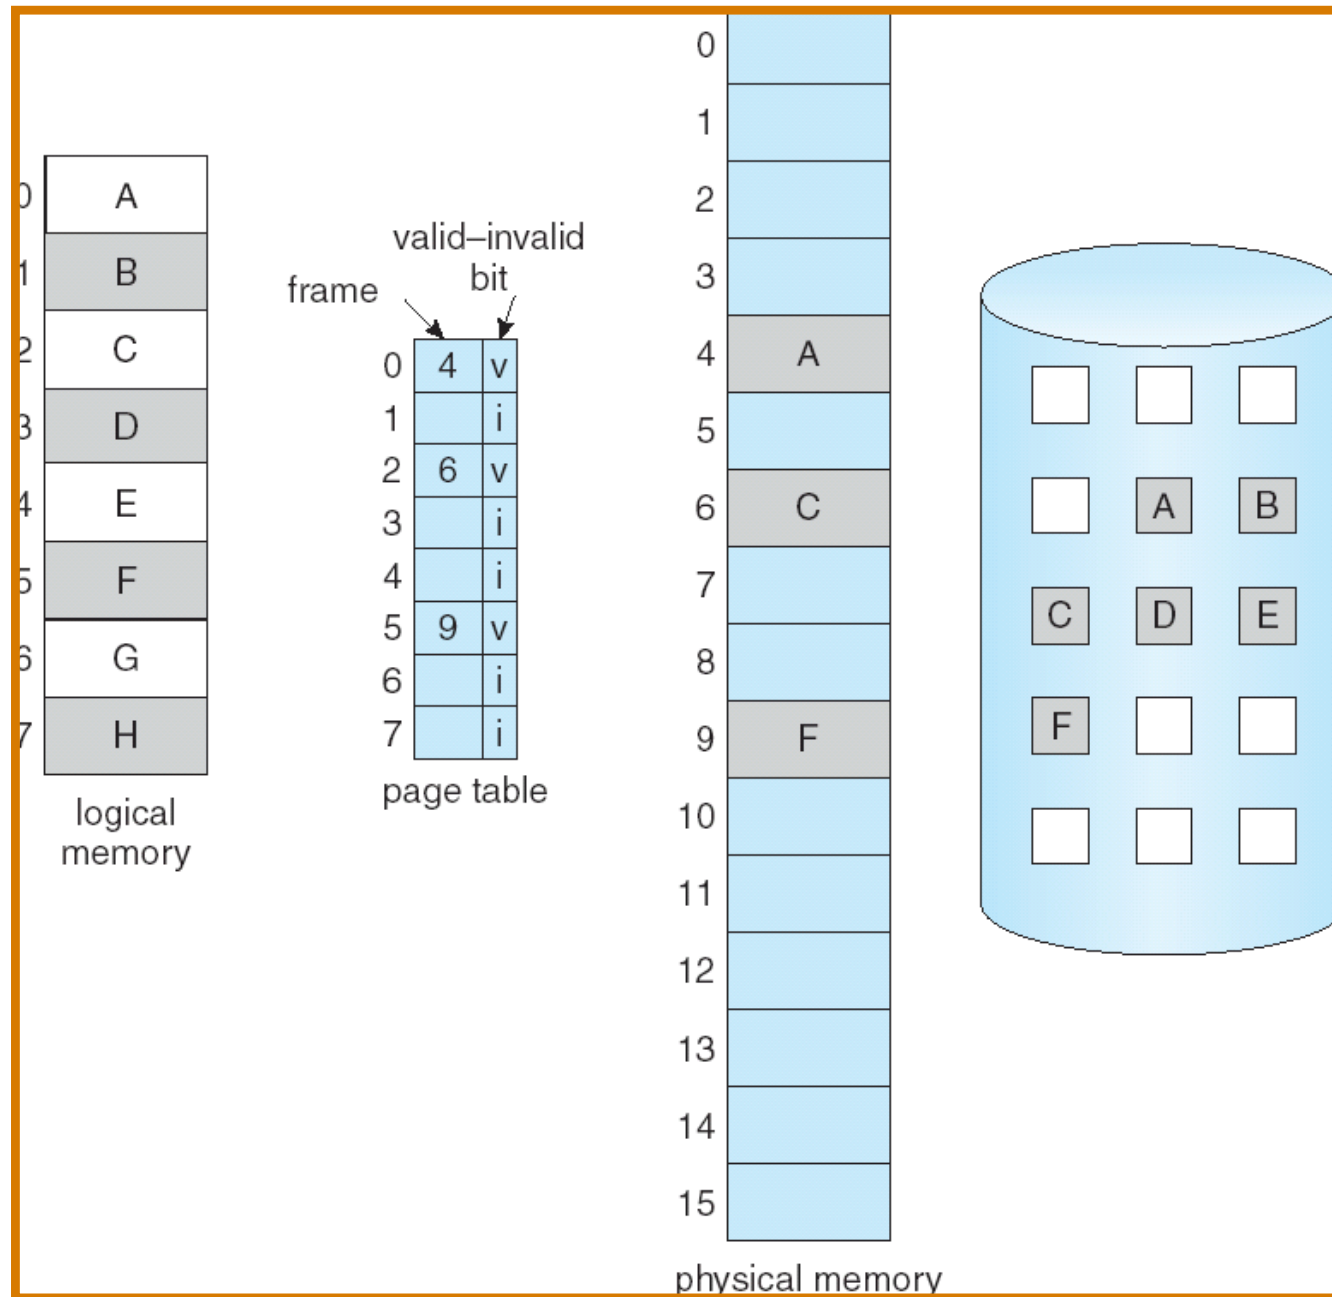 0 A
1 B
2 C
3 D
4 E
5 F
6 G
7 H
logical
memory
valid–invalid
bit
frame
0 4 v
1 i
2 6 v
3 i
4 i
5 9 v
6 i
7 i
page table
0
1
2
3
4 A
5
6 C
7
8
9 F
10
11
12
13
14
15
physical memory
A B
C D E
F